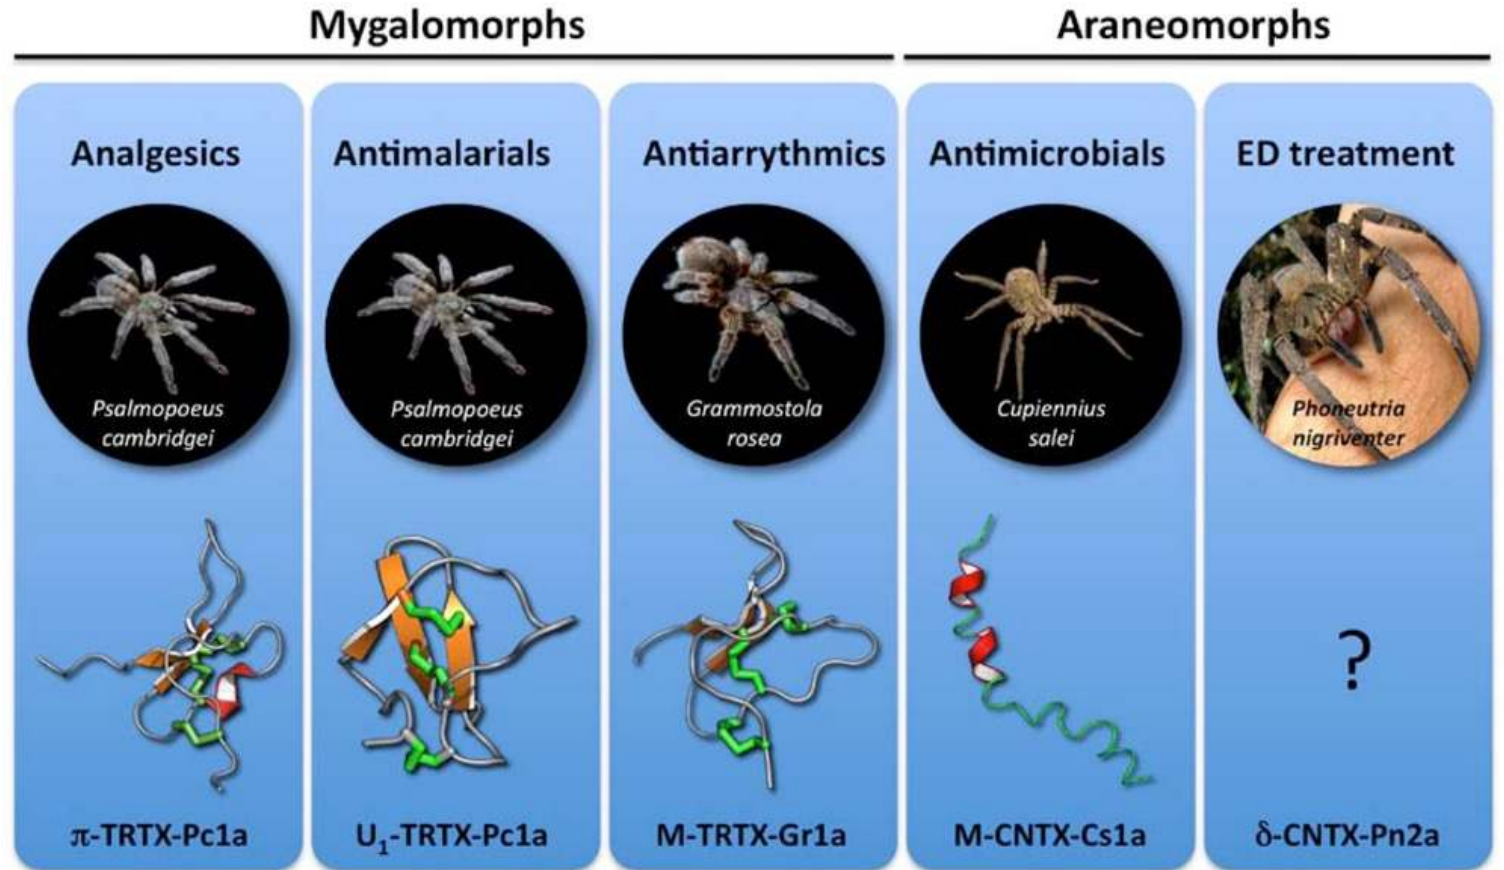 Mygalomorphs
Araneomorphs
Analgesics
Psalmopoeus
cambridgei
π-TRTX-Pc1a
Antimalarials
Psalmopoeus
cambridgei
U₁-TRTX-Pc1a
Antiarrythmics
Grammostola
rosea
M-TRTX-Gr1a
Antimicrobials
Cupiennius
salei
M-CNTX-Cs1a
ED treatment
Phoneutria
nigriventer
?
δ-CNTX-Pn2a